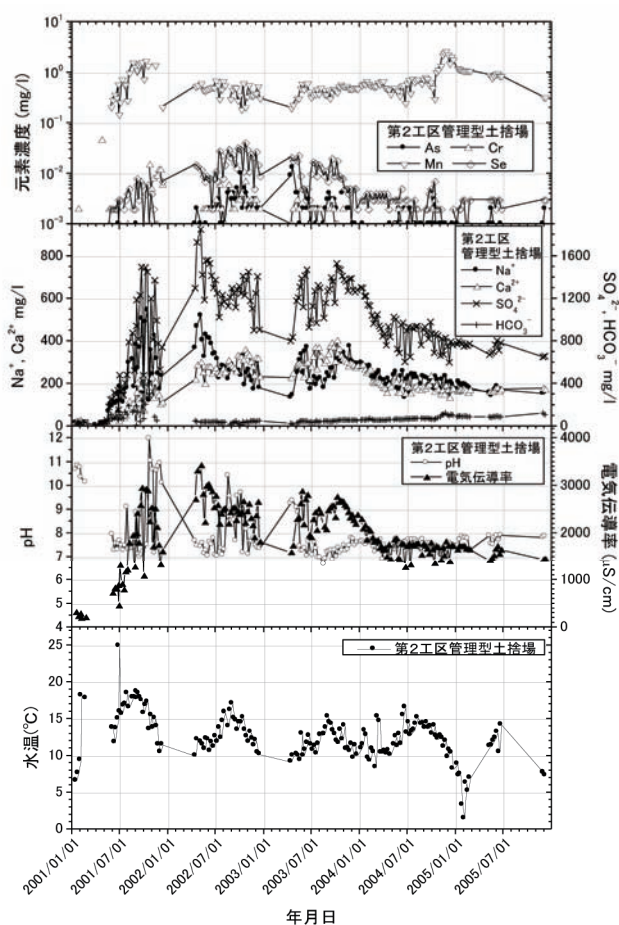 元素濃度 (mg/l)
10¹
10⁰
10⁻¹
10⁻²
10⁻³
第2工区管理型土捨場
As Cr
Mn Se
Na⁺, Ca²⁺ mg/l
800
600
400
200
0
第2工区
管理型土捨場
Na⁺
Ca²⁺
SO₄²⁻
HCO₃⁻
1600
1200
800
400
0
SO₄²⁻, HCO₃⁻ mg/l
pH
12
11
10
9
8
7
6
5
4
第2工区管理型土捨場
pH
電気伝導率
4000
3000
2000
1000
0
電気伝導率 (μS/cm)
水温(℃)
25
20
15
10
5
0
第2工区管理型土捨場
2001/01/01
2001/07/01
2002/01/01
2002/07/01
2003/01/01
2003/07/01
2004/01/01
2004/07/01
2005/01/01
2005/07/01
年月日